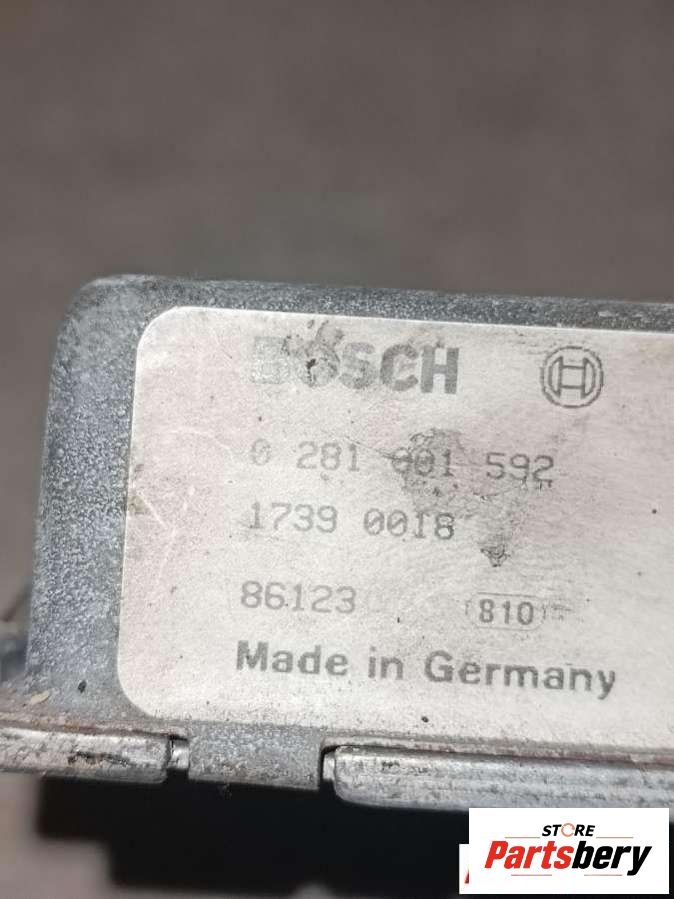 BOSCH
0 281 001 592
1739 0018
86123 810
Made in Germany
STORE
Partsbery